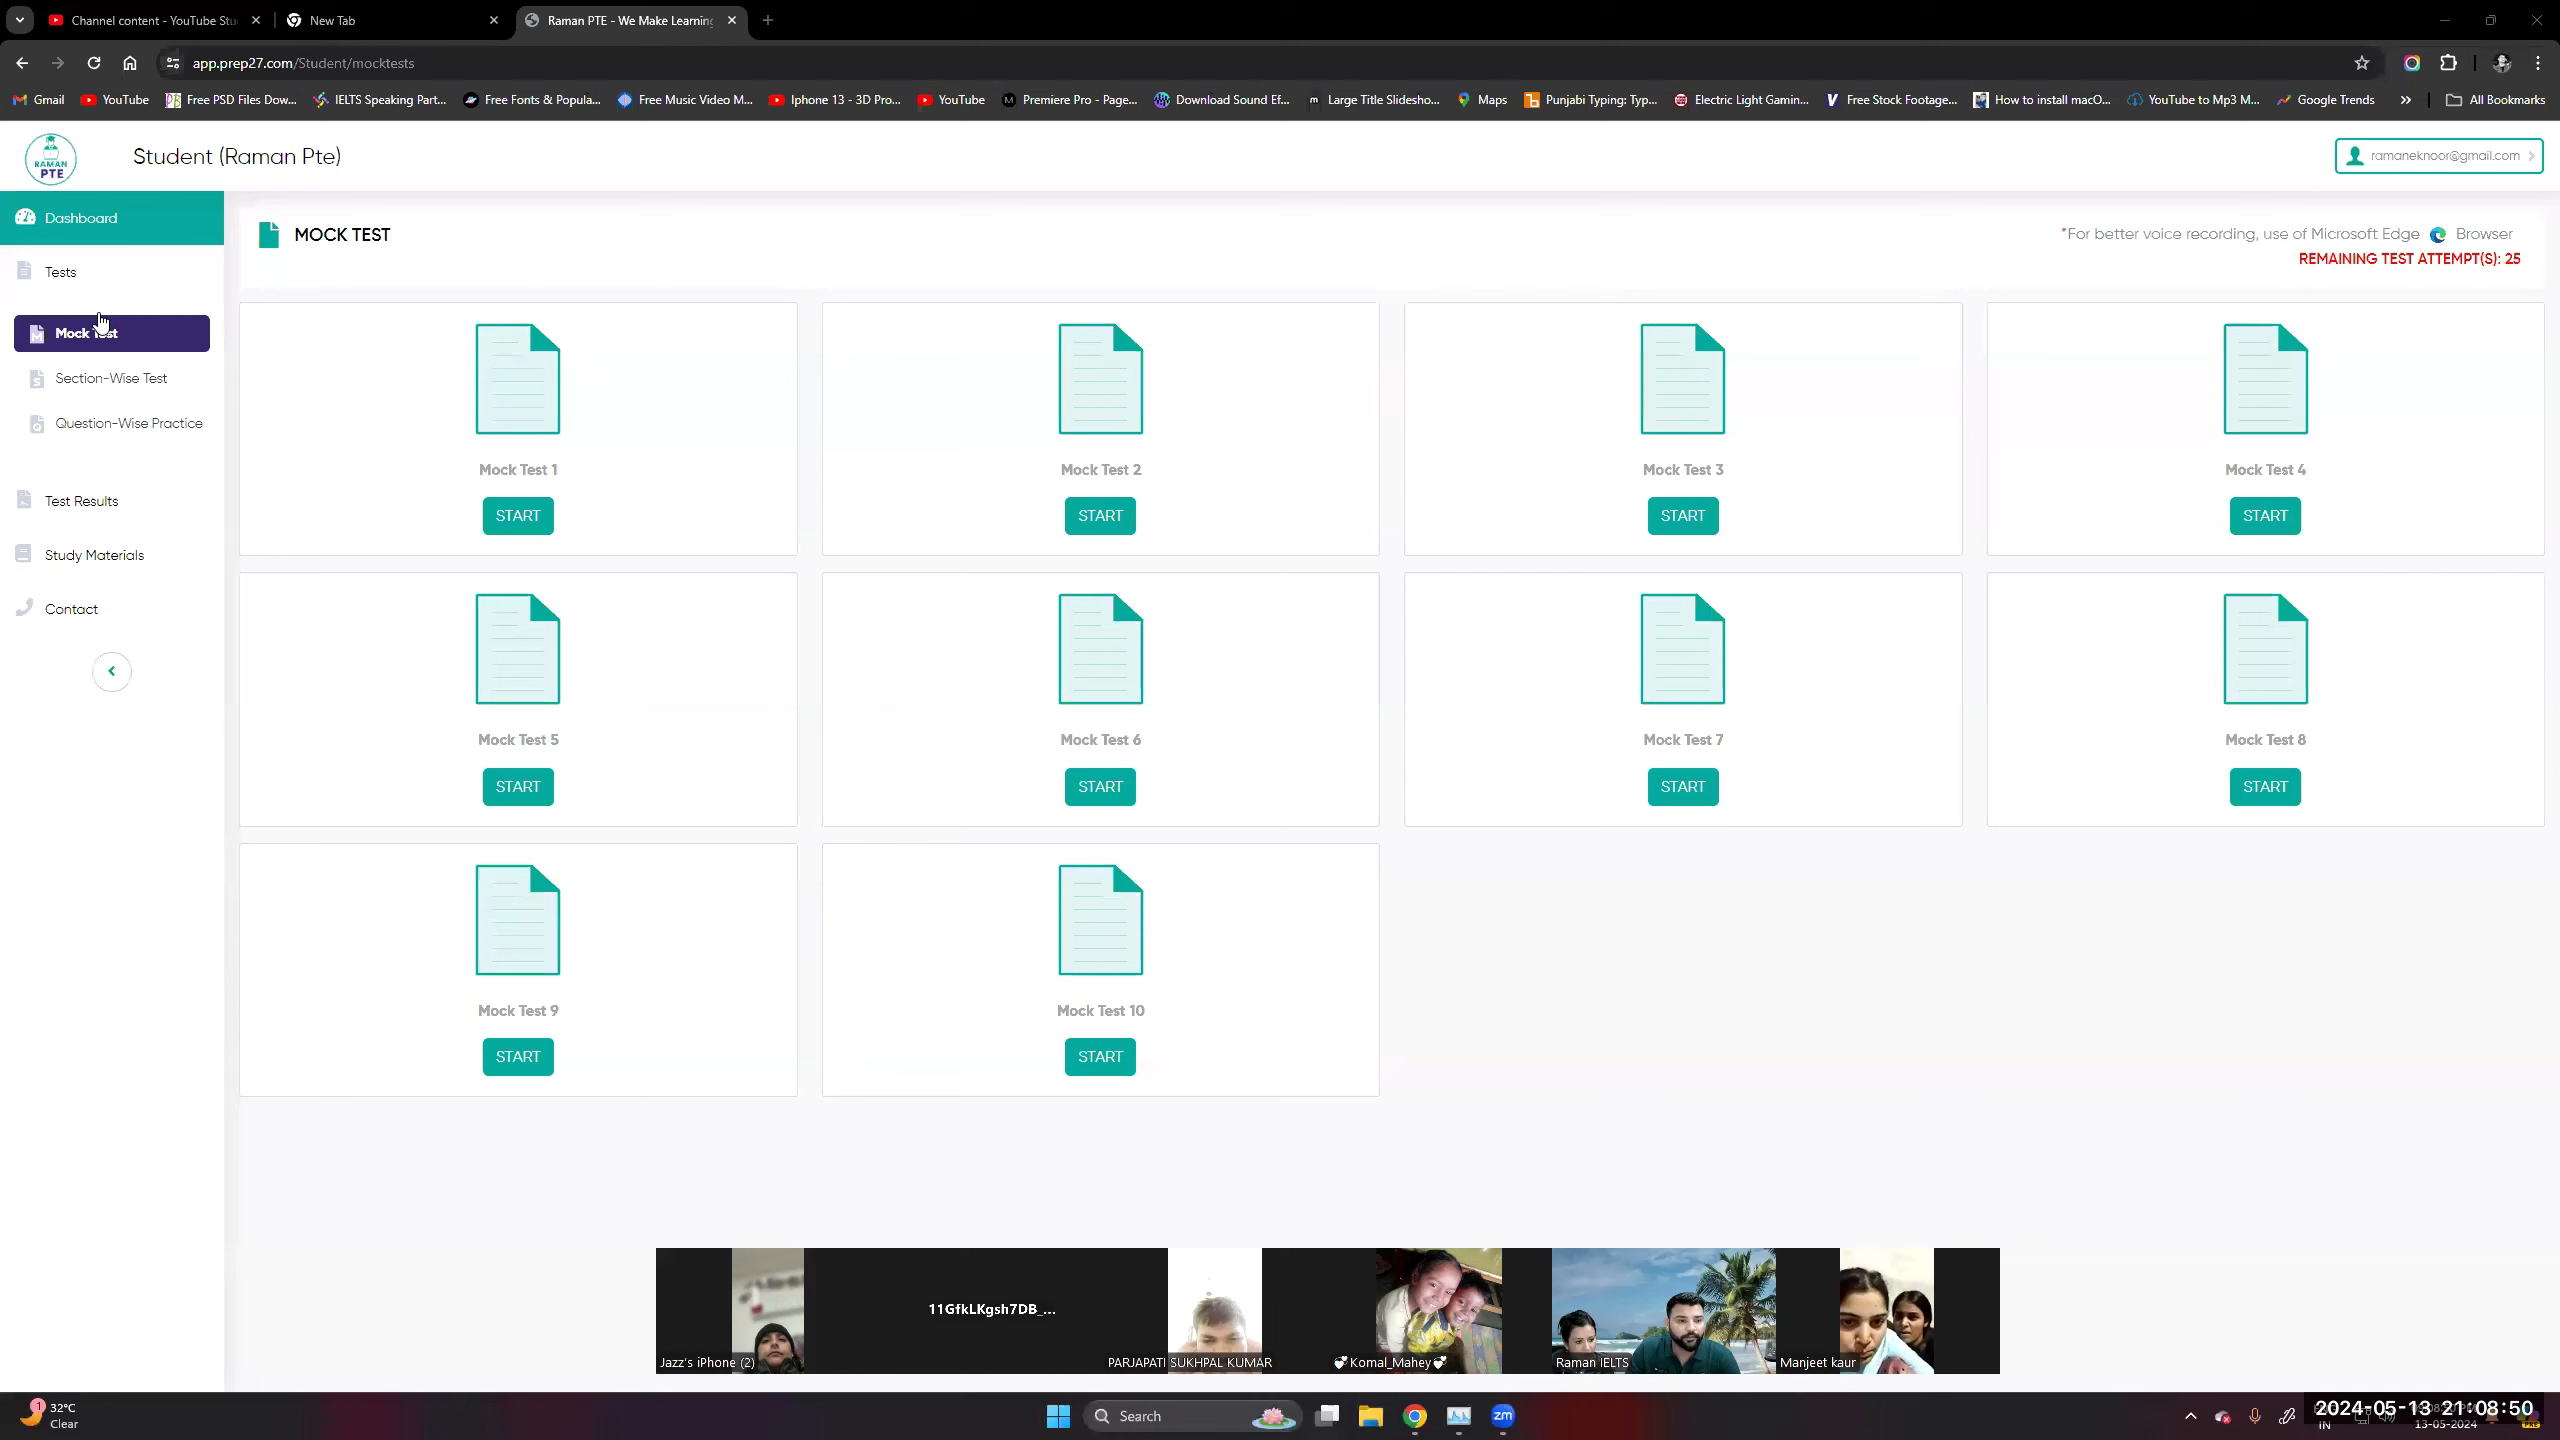 Channel content - YouTube Stu
New Tab
Raman PTE - We Make Learning
app.prep27.com/Student/mocktests
Gmail
YouTube
Free PSD Files Dow...
IELTS Speaking Part...
Free Fonts & Popula...
Free Music Video M...
Iphone 13 - 3D Pro...
YouTube
Premiere Pro - Page...
Download Sound Ef...
Large Title Slidesho...
Maps
Punjabi Typing: Typ...
Electric Light Gamin...
Free Stock Footage...
How to install macO...
YouTube to Mp3 M...
Google Trends
All Bookmarks
RAMAN
PTE
Student (Raman Pte)
ramaneknoor@gmail.com
Dashboard
Tests
Mock Test
Section-Wise Test
Question-Wise Practice
Test Results
Study Materials
Contact
MOCK TEST
*For better voice recording, use of Microsoft Edge Browser
REMAINING TEST ATTEMPT(S): 25
Mock Test 1
START
Mock Test 2
START
Mock Test 3
START
Mock Test 4
START
Mock Test 5
START
Mock Test 6
START
Mock Test 7
START
Mock Test 8
START
Mock Test 9
START
Mock Test 10
START
Jazz's iPhone (2)
11GfkLKgsh7DB_...
PARJAPATI SUKHPAL KUMAR
💞Komal_Mahey💞
Raman IELTS
Manjeet kaur
1
32°C
Clear
Search
zm
2024-05-13 21:08:50
IN
13-05-2024
PRE